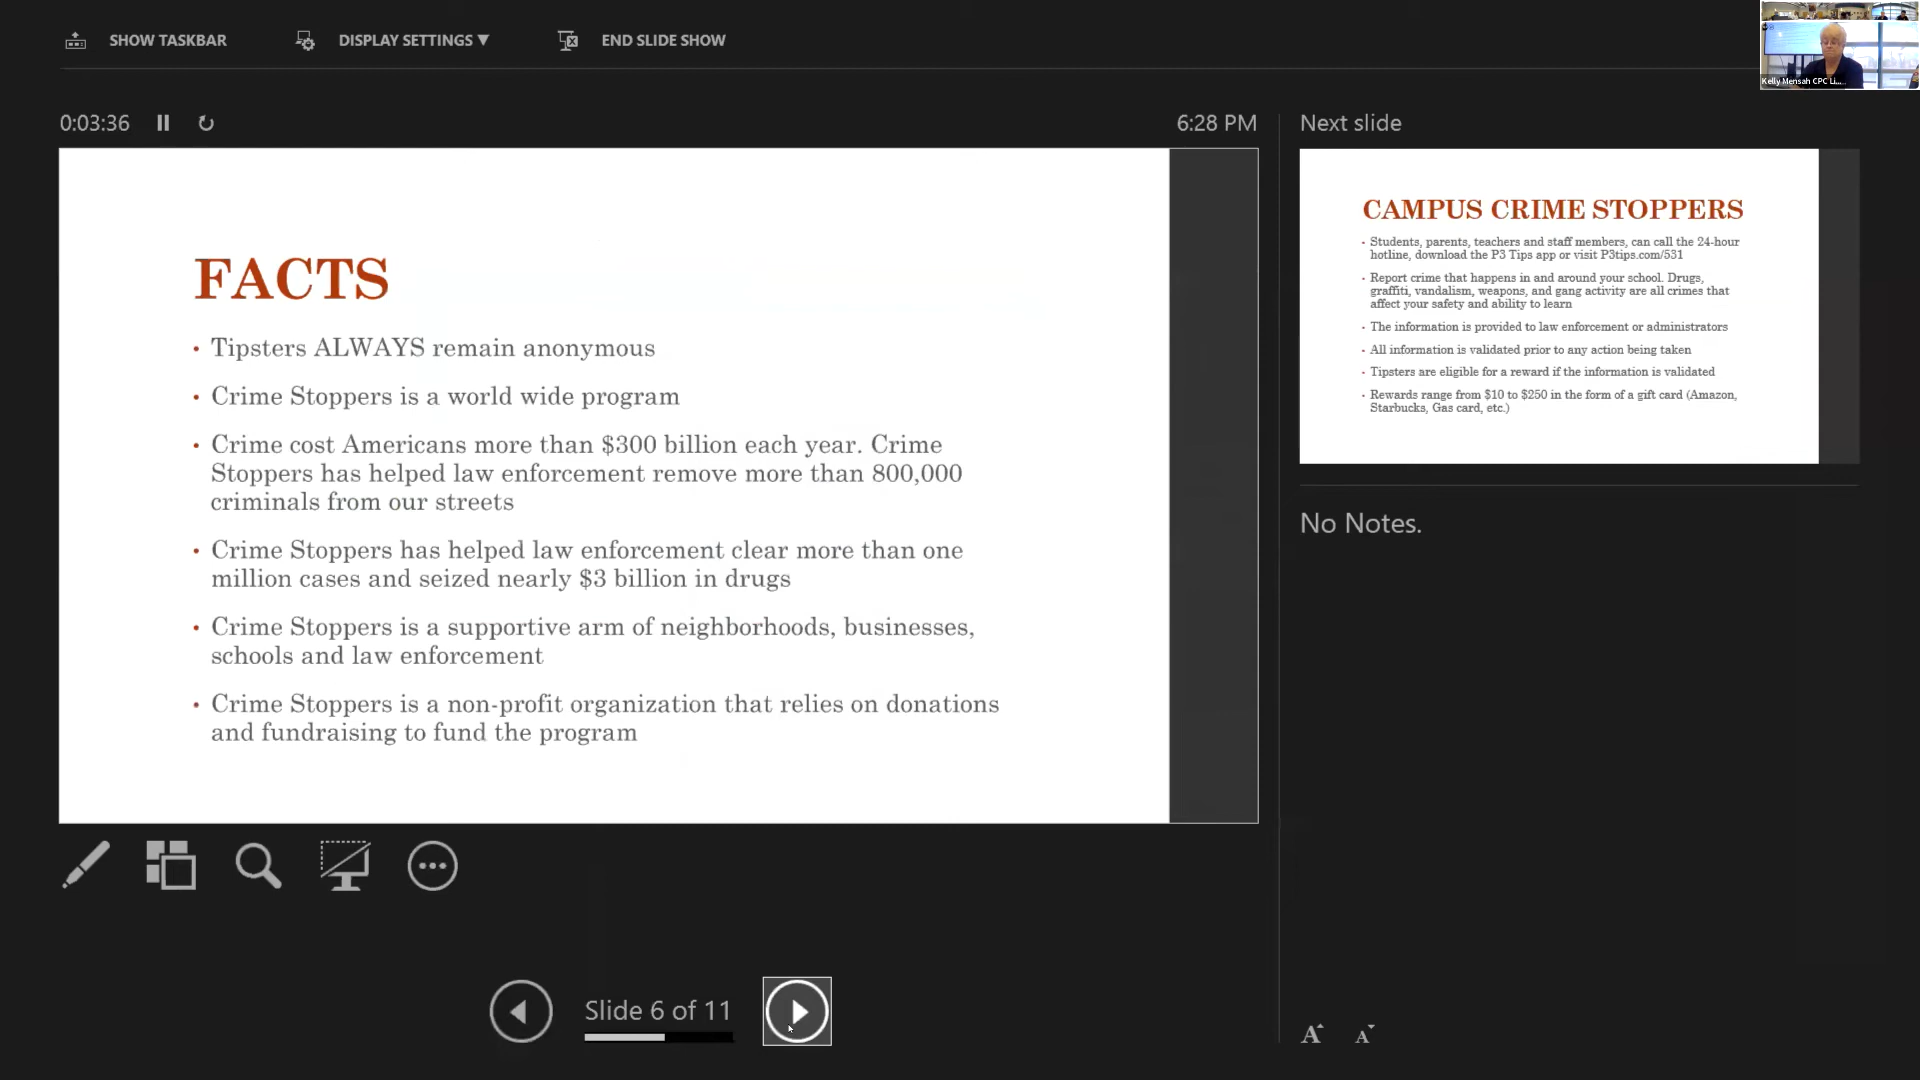 SHOW TASKBAR
DISPLAY SETTINGS ▼
END SLIDE SHOW
Kelly Mensah CPC Li...
0:03:36
6:28 PM
Next slide
FACTS
• Tipsters ALWAYS remain anonymous
• Crime Stoppers is a world wide program
• Crime cost Americans more than $300 billion each year. Crime
Stoppers has helped law enforcement remove more than 800,000
criminals from our streets
• Crime Stoppers has helped law enforcement clear more than one
million cases and seized nearly $3 billion in drugs
• Crime Stoppers is a supportive arm of neighborhoods, businesses,
schools and law enforcement
• Crime Stoppers is a non-profit organization that relies on donations
and fundraising to fund the program
CAMPUS CRIME STOPPERS
• Students, parents, teachers and staff members, can call the 24-hour
hotline, download the P3 Tips app or visit P3tips.com/531
• Report crime that happens in and around your school. Drugs,
graffiti, vandalism, weapons, and gang activity are all crimes that
affect your safety and ability to learn
• The information is provided to law enforcement or administrators
• All information is validated prior to any action being taken
• Tipsters are eligible for a reward if the information is validated
• Rewards range from $10 to $250 in the form of a gift card (Amazon,
Starbucks, Gas card, etc.)
No Notes.
Slide 6 of 11
A A